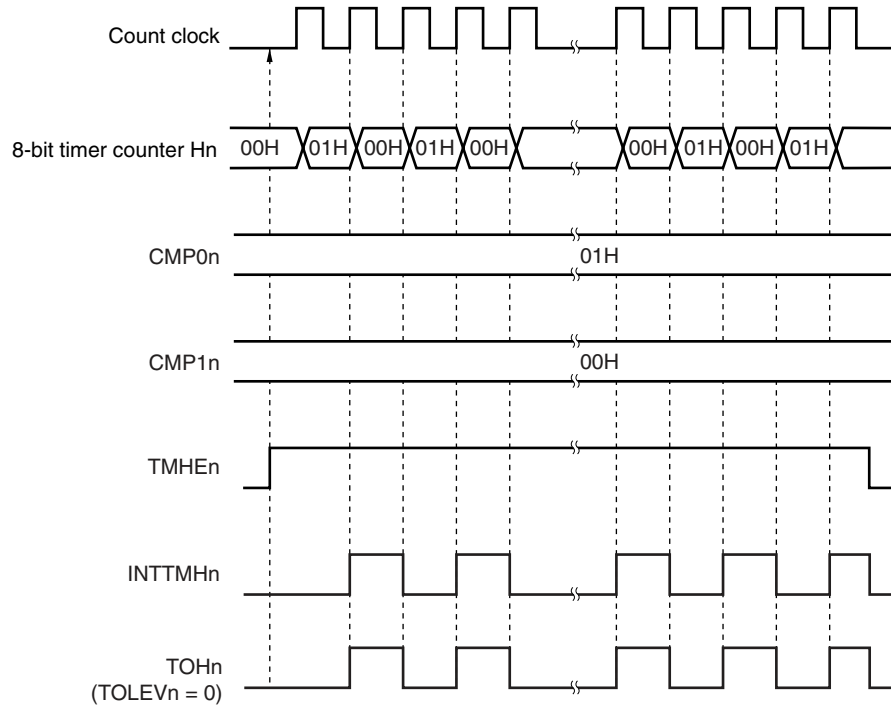 Count clock
8-bit timer counter Hn 00H 01H 00H 01H 00H 00H 01H 00H 01H
CMP0n 01H
CMP1n 00H
TMHEn
INTTMHn
TOHn
(TOLEVn = 0)